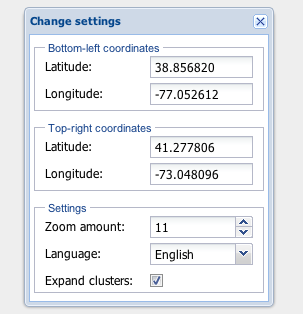 Change settings
Bottom-left coordinates
Latitude: 38.856820
Longitude: -77.052612
Top-right coordinates
Latitude: 41.277806
Longitude: -73.048096
Settings
Zoom amount: 11
Language: English
Expand clusters: